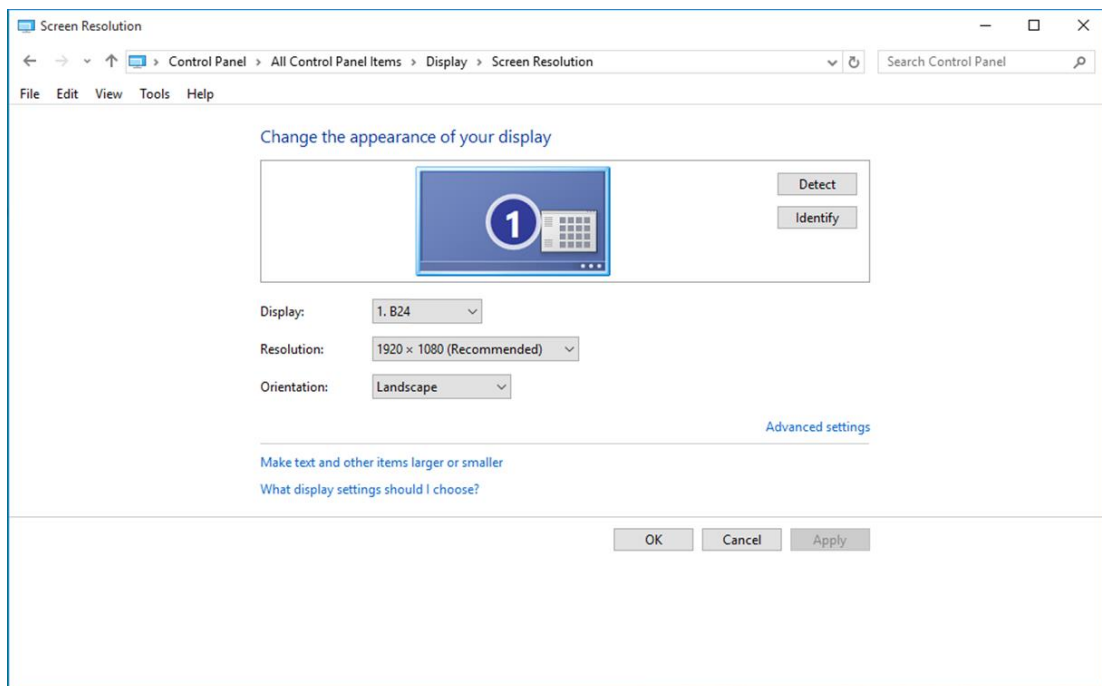 Screen Resolution
Control Panel > All Control Panel Items > Display > Screen Resolution
Search Control Panel
File Edit View Tools Help
Change the appearance of your display
1
Detect
Identify
Display: 1. B24
Resolution: 1920 × 1080 (Recommended)
Orientation: Landscape
Advanced settings
Make text and other items larger or smaller
What display settings should I choose?
OK Cancel Apply